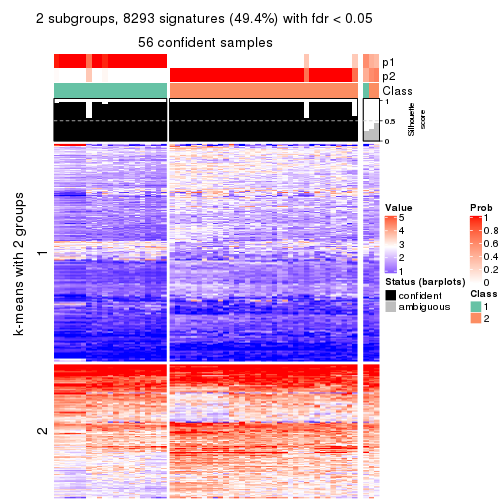 2 subgroups, 8293 signatures (49.4%) with fdr < 0.05
56 confident samples
p1
p2
Class
1
0.5
0
Silhouette
score
k-means with 2 groups
1
2
Value
5
4
3
2
1
Status (barplots)
confident
ambiguous
Prob
1
0.8
0.6
0.4
0.2
0
Class
1
2